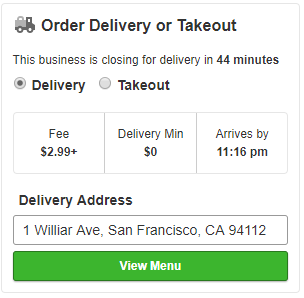 Order Delivery or Takeout
This business is closing for delivery in 44 minutes
Delivery Takeout
Fee Delivery Min Arrives by
$2.99+ $0 11:16 pm
Delivery Address
1 Williar Ave, San Francisco, CA 94112
View Menu